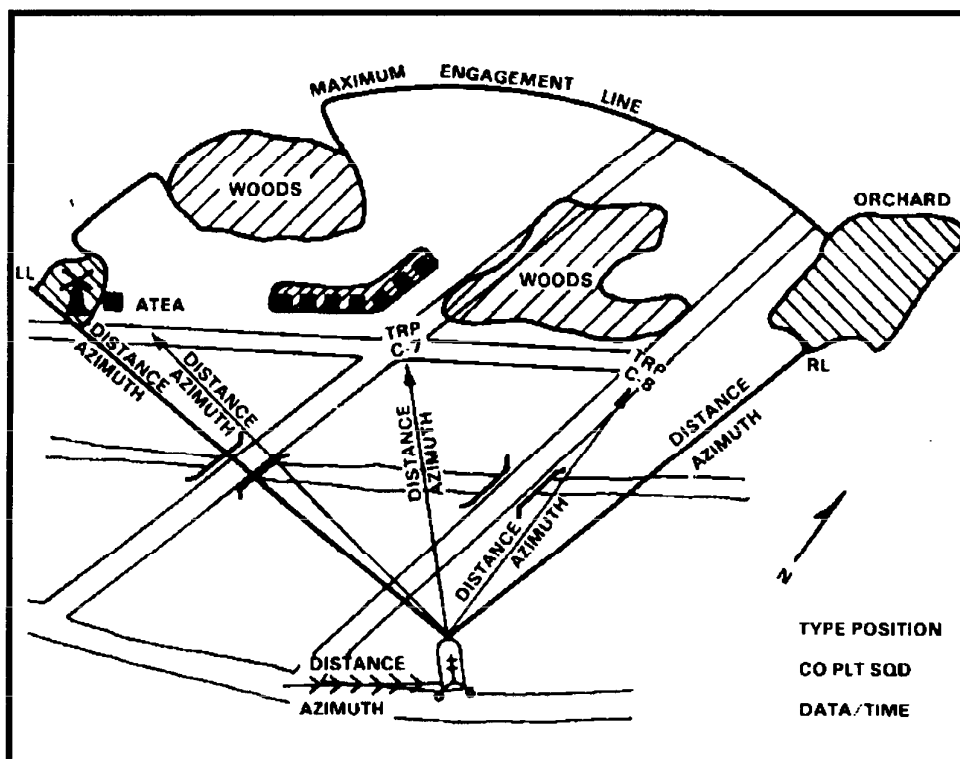 MAXIMUM ENGAGEMENT LINE
WOODS
ORCHARD
LL
WOODS
ATEA
TRP
C-7
TRP
C-8
RL
DISTANCE
AZIMUTH
DISTANCE
AZIMUTH
DISTANCE
AZIMUTH
DISTANCE
AZIMUTH
DISTANCE
AZIMUTH
N
TYPE POSITION
CO PLT SQD
DATA/TIME
DISTANCE
AZIMUTH